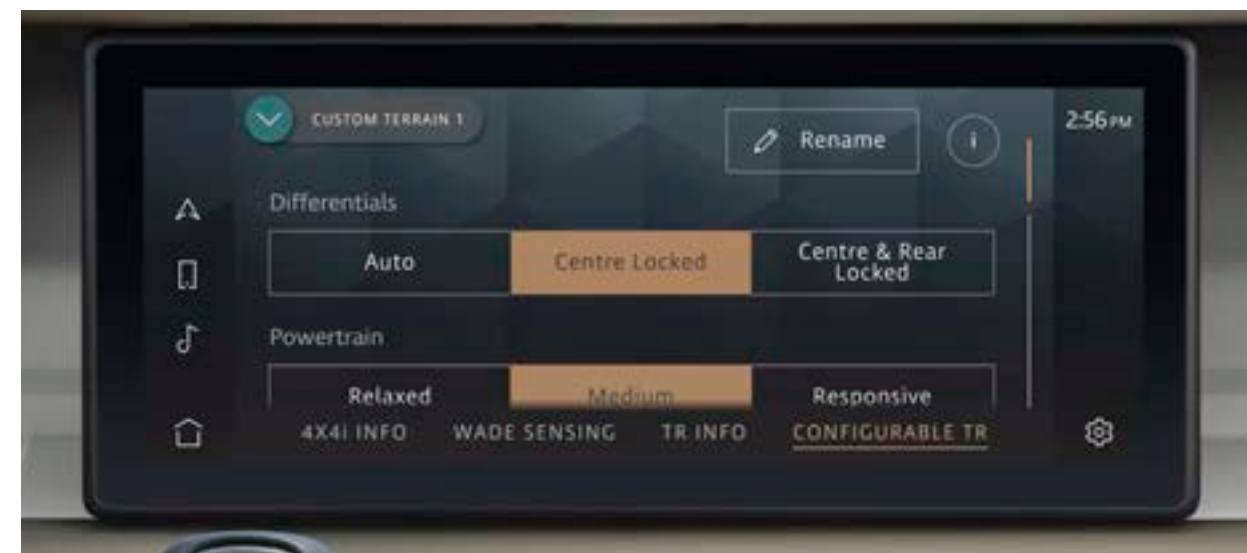 CUSTOM TERRAIN 1
Rename
i
2:56 PM
Differentials
Auto
Centre Locked
Centre & Rear
Locked
Powertrain
Relaxed
Medium
Responsive
4X4i INFO
WADE SENSING
TR INFO
CONFIGURABLE TR